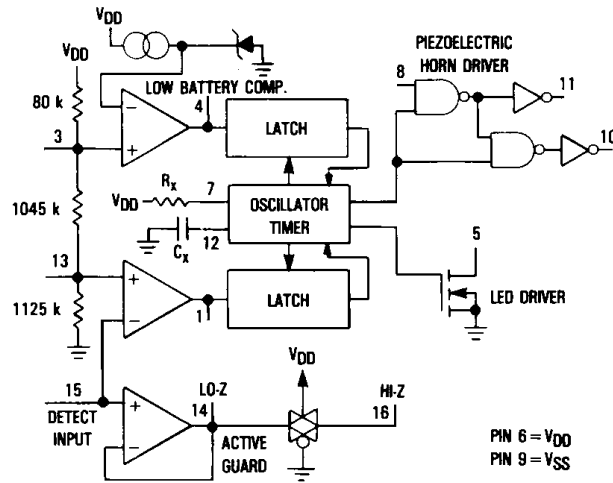 VDD
VDD
PIEZOELECTRIC
HORN DRIVER
8
11
80 k
LOW BATTERY COMP.
4
LATCH
3
10
Rx
7
VDD
OSCILLATOR
TIMER
1045 k
12
Cx
5
13
LATCH
1
LED DRIVER
1125 k
VDD
15
LO-Z
HI-Z
14
16
DETECT
INPUT
ACTIVE
GUARD
PIN 6 = VDD
PIN 9 = VSS